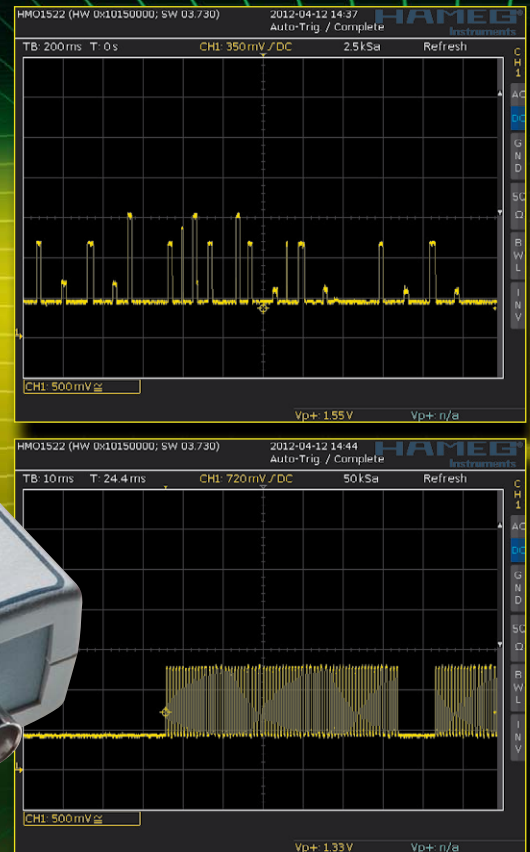 HMO1522 (HW 0x10150000; SW 03.730) 2012-04-12 14:37 HAMEG
Auto-Trig / Complete Instruments
TB: 200ms T: 0s CH1: 350mV DC 2.5kSa Refresh
CH1
AC
DC
GND
50Ω
BWL
INV
1
CH1: 500mV
Vp+: 1.55V Vp+: n/a
HMO1522 (HW 0x10150000; SW 03.730) 2012-04-12 14:44 HAMEG
Auto-Trig / Complete Instruments
TB: 10ms T: 24.4ms CH1: 720mV DC 50kSa Refresh
CH1
AC
DC
GND
50Ω
BWL
INV
CH1: 500mV
Vp+: 1.33V Vp+: n/a